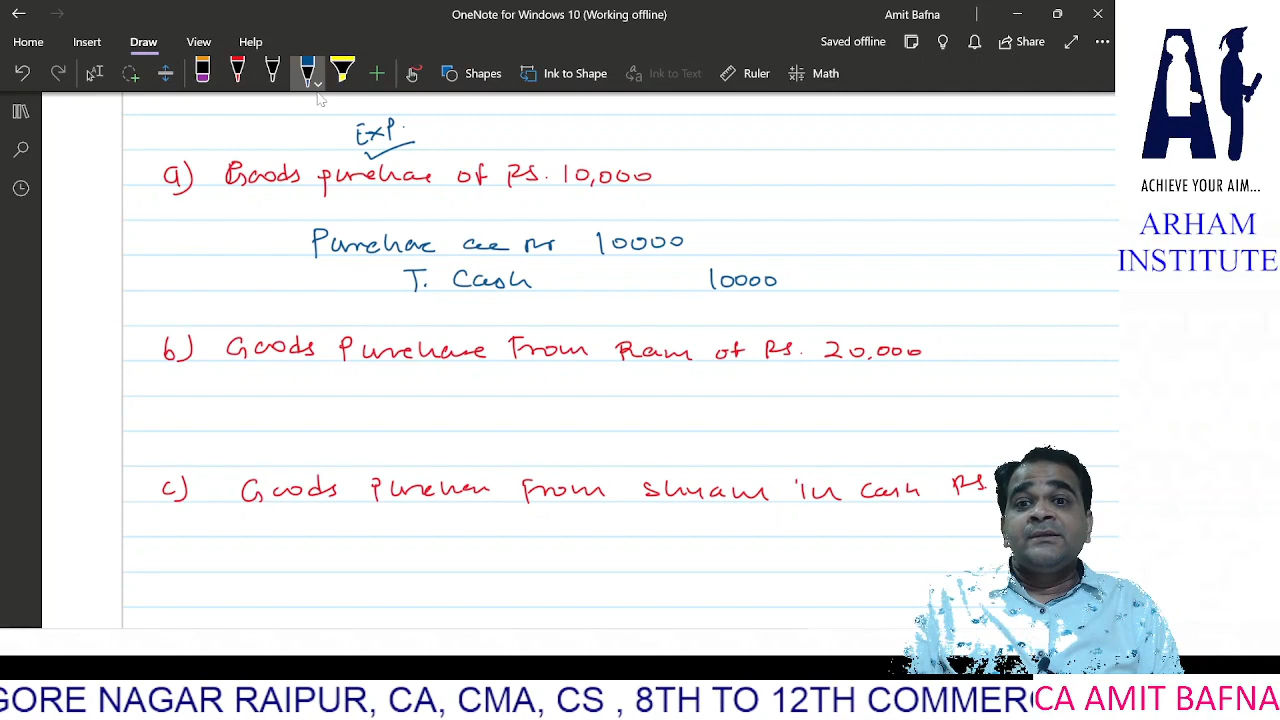 OneNote for Windows 10 (Working offline)
Amit Bafna
Home Insert Draw View Help
Saved offline
Share
Shapes
Ink to Shape
Ink to Text
Ruler
Math
Exp.
a) Goods purchase of Rs. 10,000
Purchase ac Dr 10000
T. Cash 10000
b) Goods Purchase From Ram of Rs. 20,000
c) Goods Purchase From Shyam in cash Rs.
AI
ACHIEVE YOUR AIM...
ARHAM
INSTITUTE
GORE NAGAR RAIPUR, CA, CMA, CS , 8TH TO 12TH COMMERC
CA AMIT BAFNA